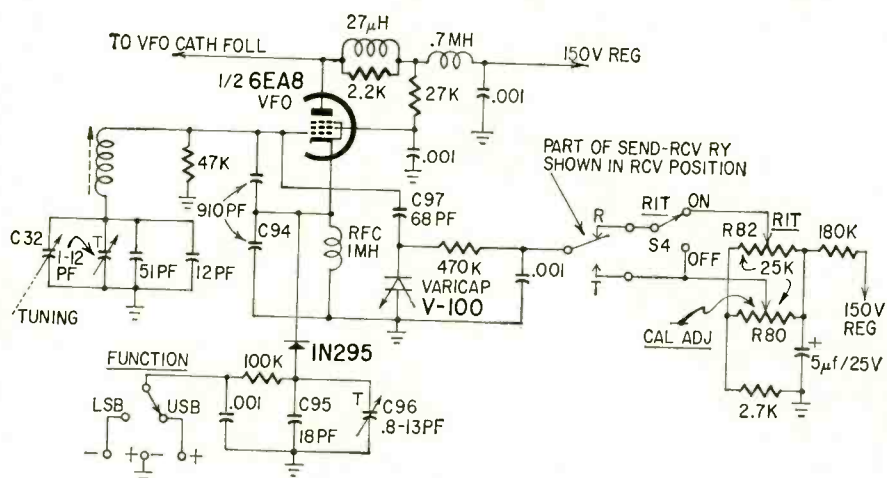 27µH
.7MH
TO VFO CATH FOLL
150V REG
1/2 6EA8
VFO
2.2K
27K
.001
.001
47K
910PF
C94
RFC
1MH
C97
68PF
PART OF SEND-RCV RY
SHOWN IN RCV POSITION
R
RIT
ON
S4
OFF
T
470K
.001
VARICAP
V-100
R82
RIT
25K
180K
150V
REG
CAL ADJ
R80
+
5µf/25V
2.7K
C32
1-12
PF
T
51PF
12PF
TUNING
1N295
FUNCTION
100K
LSB
USB
.001
C95
18PF
T
C96
.8-13PF
- + +